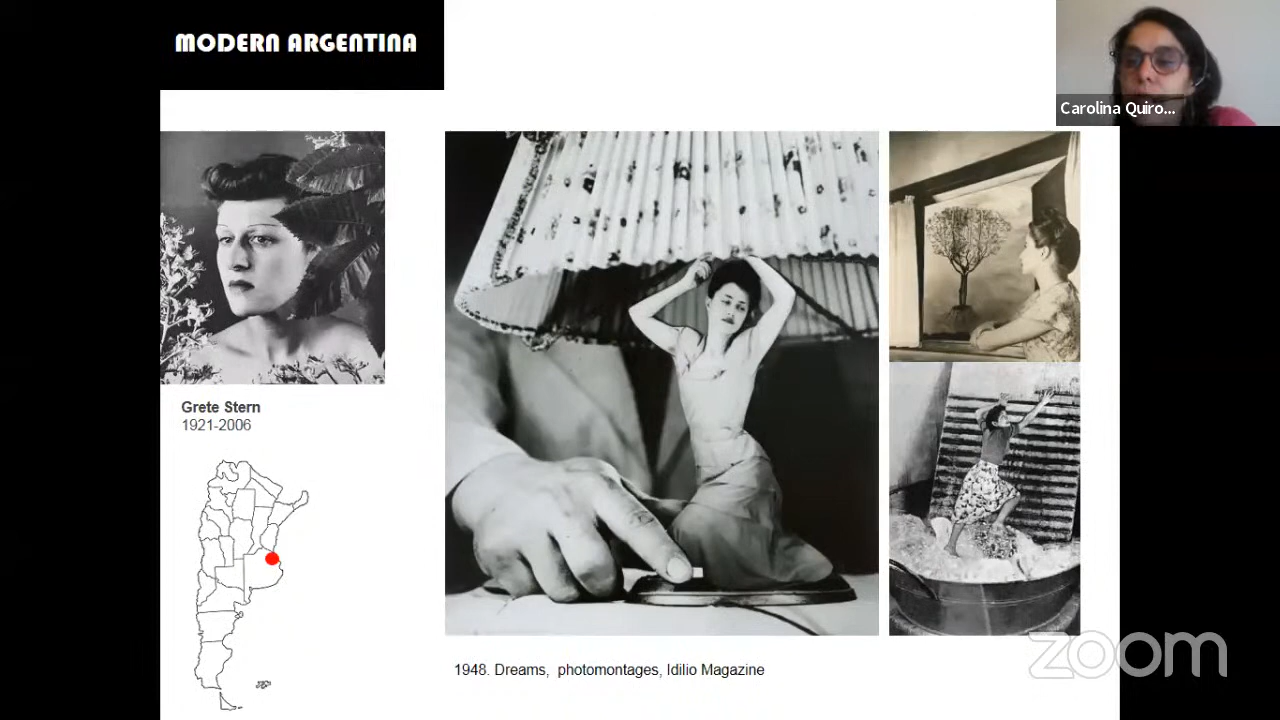 MODERN ARGENTINA
Carolina Quiro...
Grete Stern
1921-2006
1948. Dreams, photomontages, Idilio Magazine
zoom